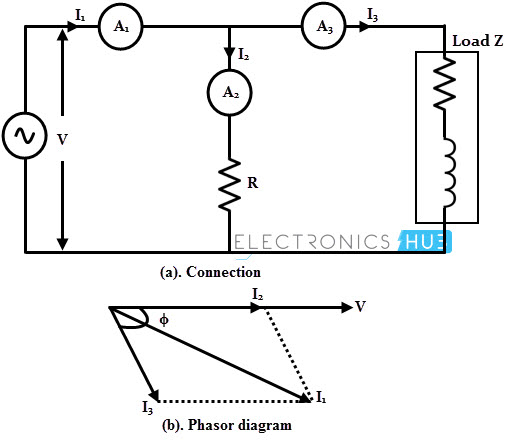 I₁ A₁ A₃ I₃
Load Z
I₂
A₂
V
R
ELECTRONICS HUB
(a). Connection
I₂
V
ϕ
I₁
I₃
(b). Phasor diagram